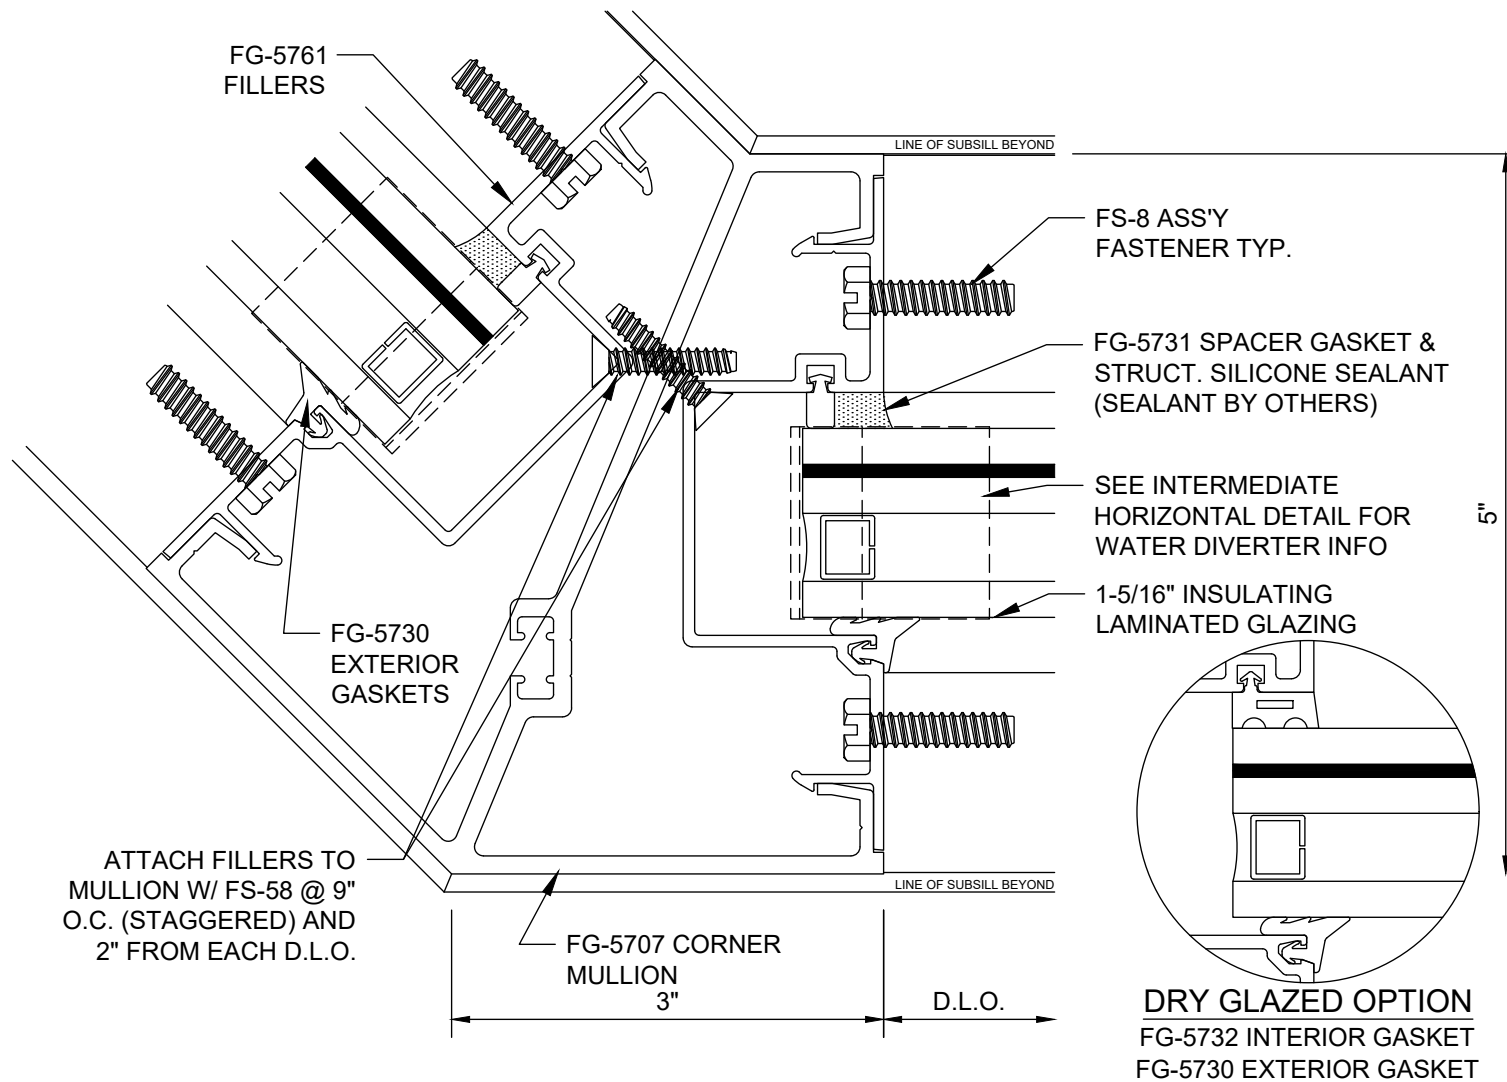 FG-5761
FILLERS
LINE OF SUBSILL BEYOND
FS-8 ASS'Y
FASTENER TYP.
FG-5731 SPACER GASKET &
STRUCT. SILICONE SEALANT
(SEALANT BY OTHERS)
SEE INTERMEDIATE
HORIZONTAL DETAIL FOR
WATER DIVERTER INFO
5"
1-5/16" INSULATING
LAMINATED GLAZING
FG-5730
EXTERIOR
GASKETS
ATTACH FILLERS TO
MULLION W/ FS-58 @ 9"
O.C. (STAGGERED) AND
2" FROM EACH D.L.O.
LINE OF SUBSILL BEYOND
FG-5707 CORNER
MULLION
3"
D.L.O.
DRY GLAZED OPTION
FG-5732 INTERIOR GASKET
FG-5730 EXTERIOR GASKET